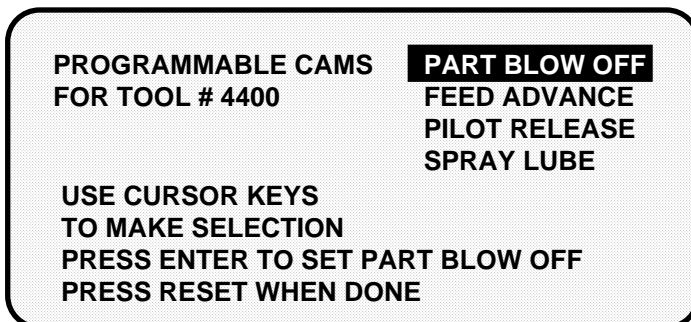 PROGRAMMABLE CAMS PART BLOW OFF
FOR TOOL # 4400 FEED ADVANCE
PILOT RELEASE
SPRAY LUBE
USE CURSOR KEYS
TO MAKE SELECTION
PRESS ENTER TO SET PART BLOW OFF
PRESS RESET WHEN DONE